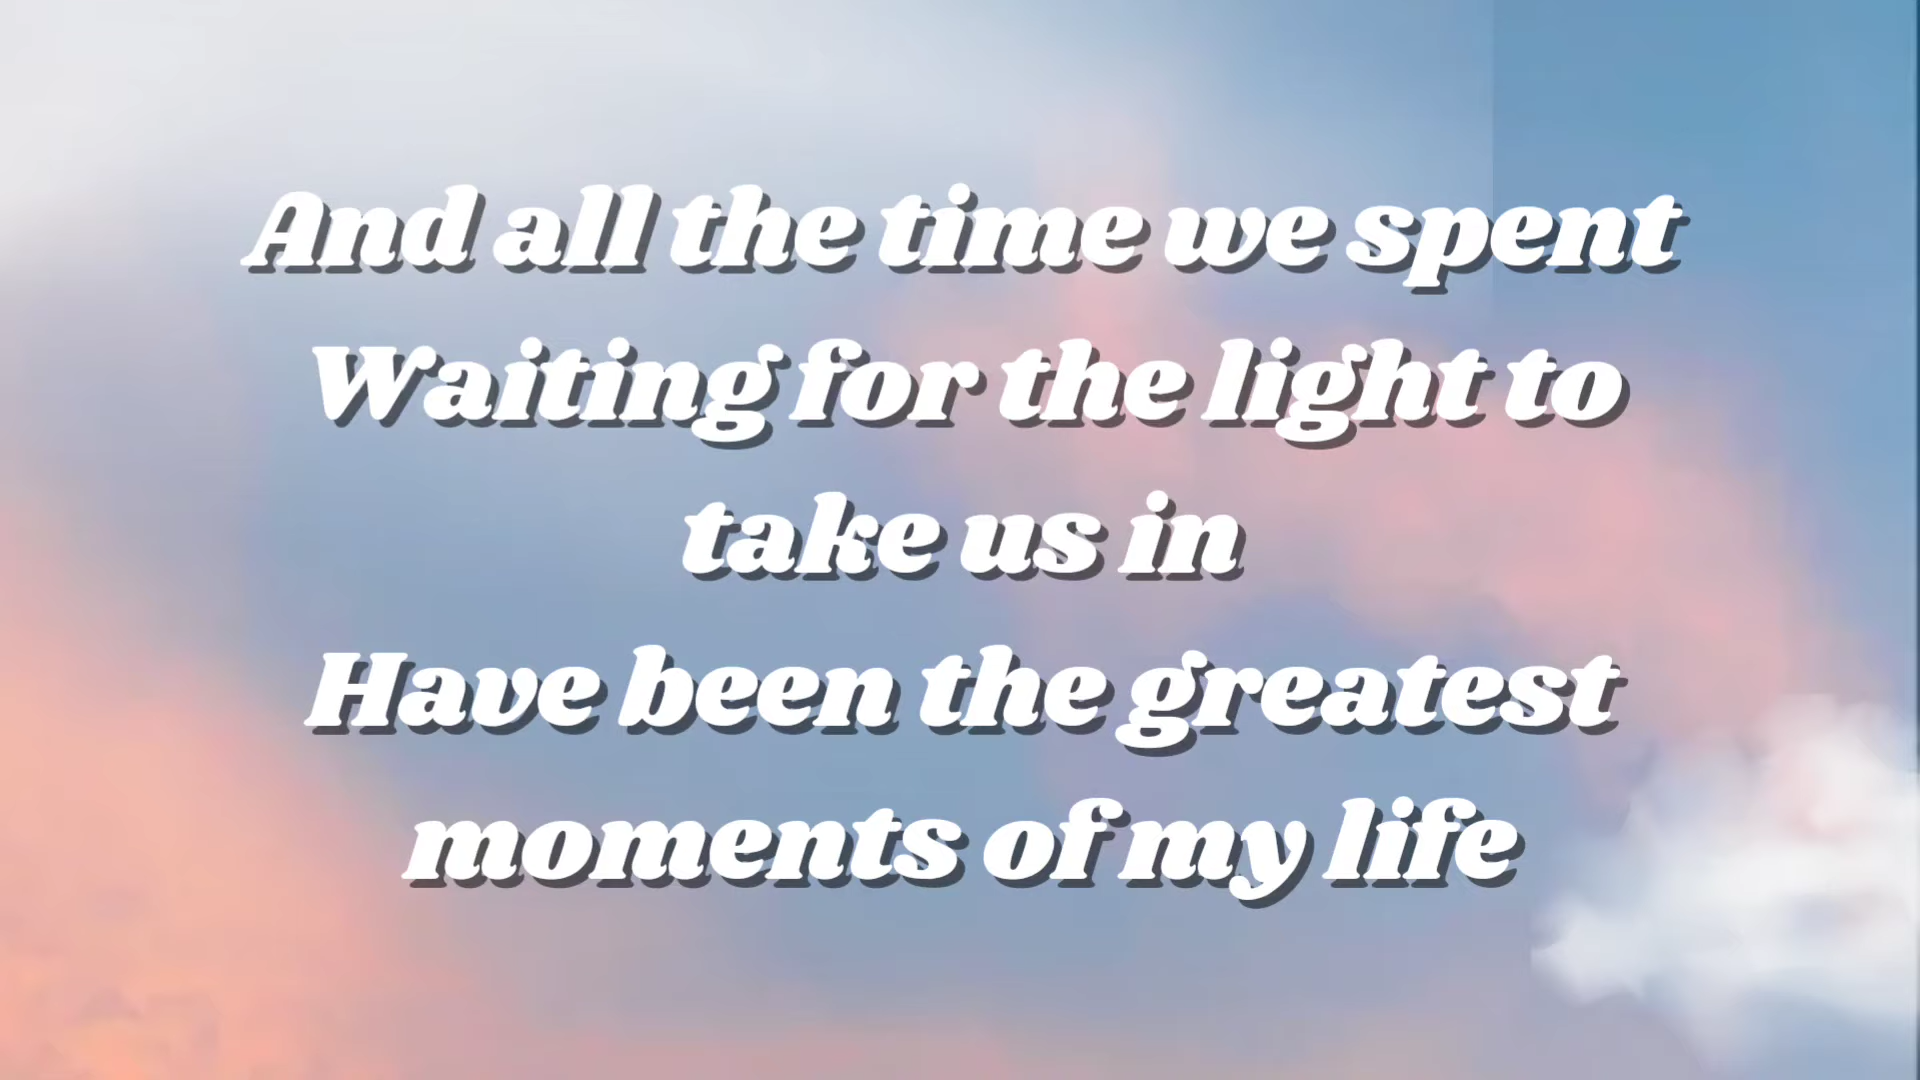 And all the time we spent
Waiting for the light to
take us in
Have been the greatest
moments of my life